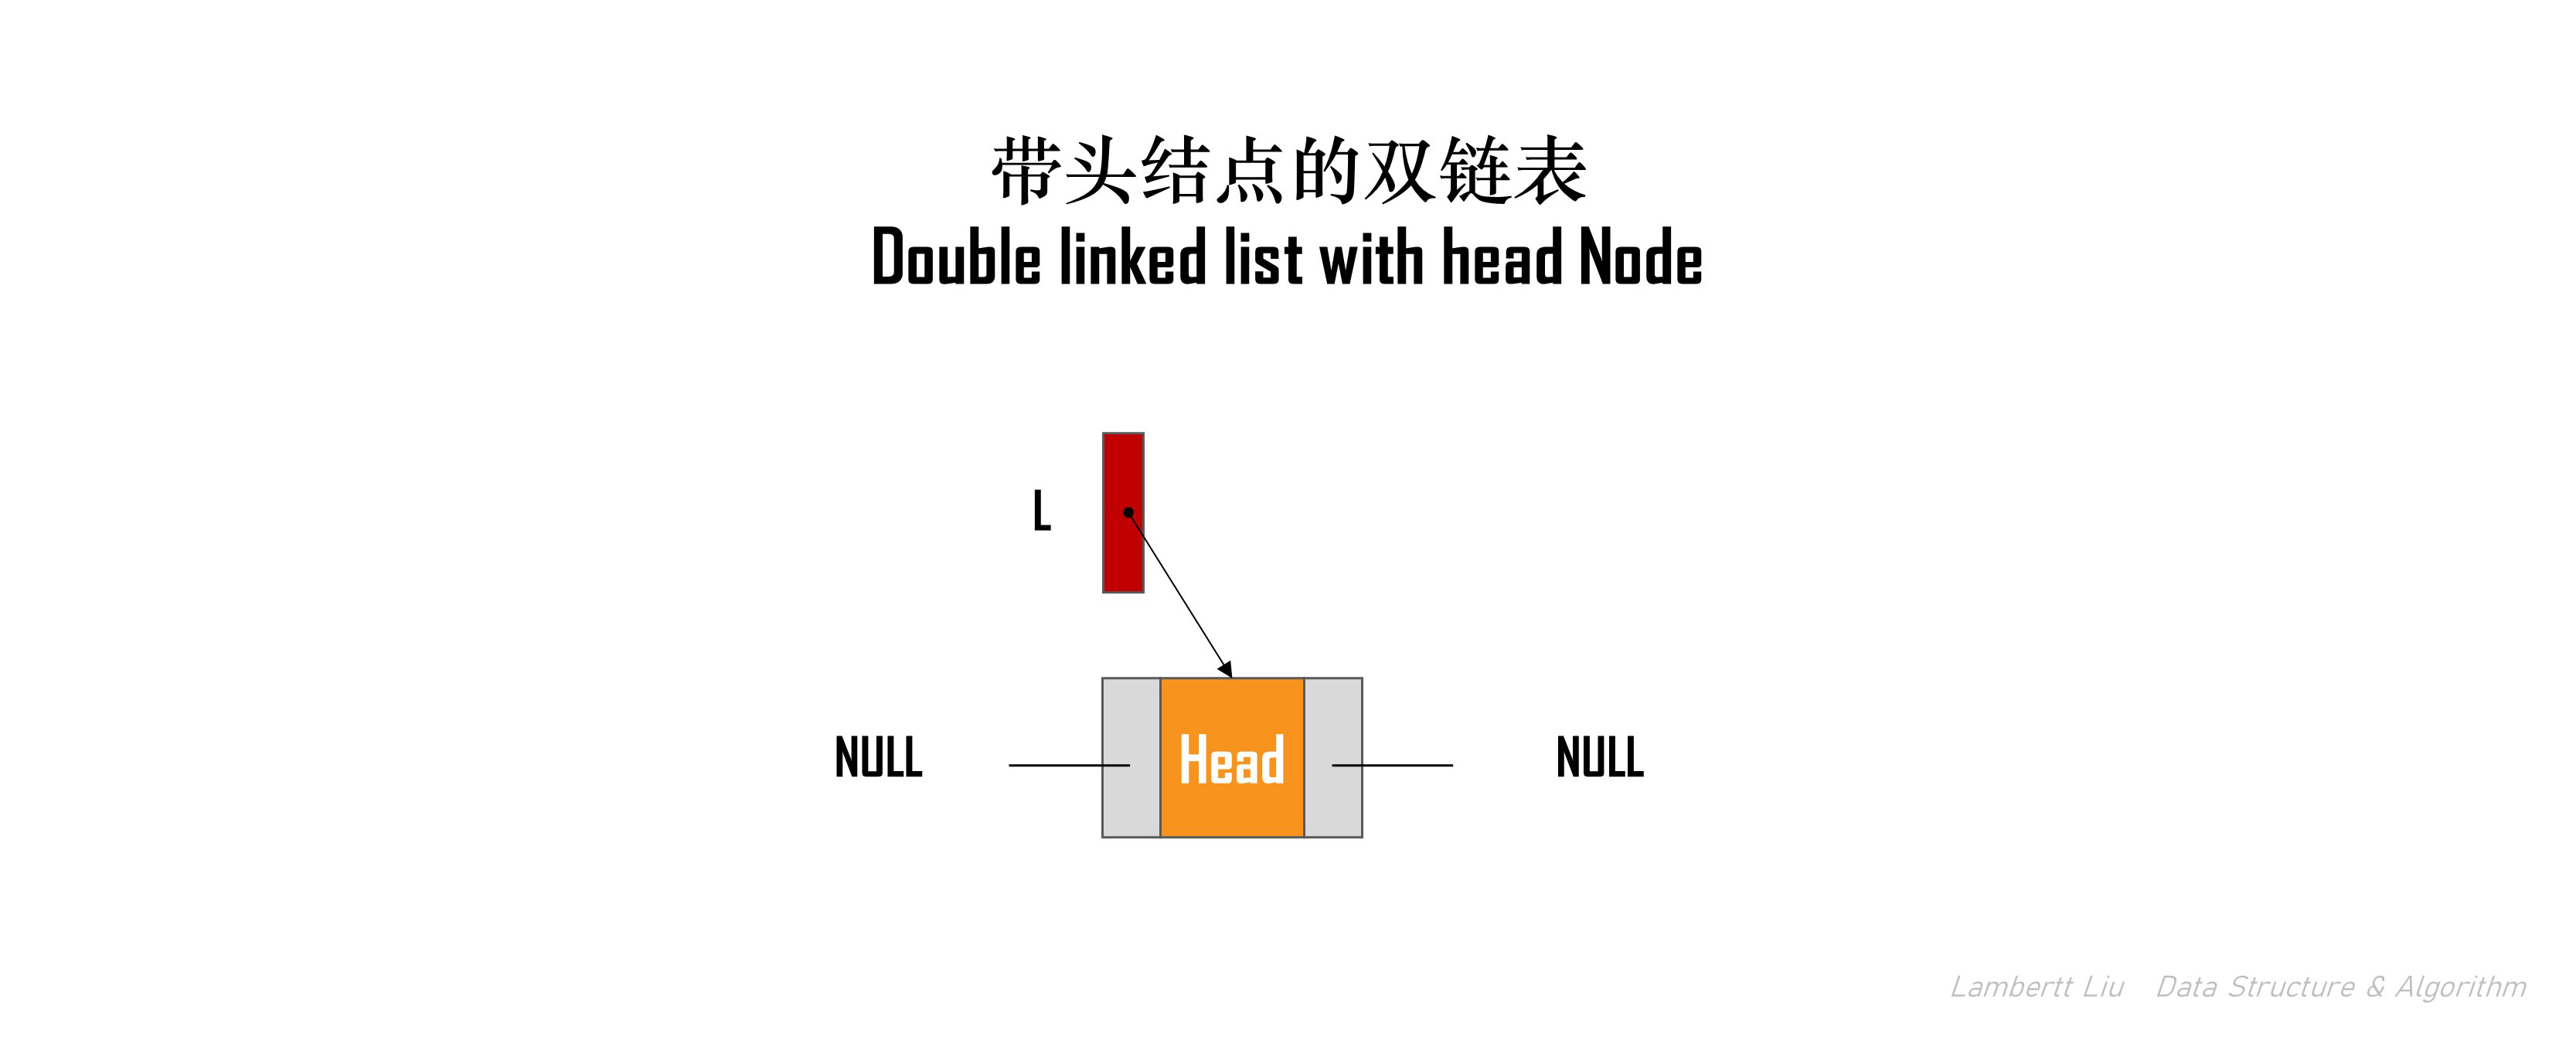 带头结点的双链表
Double linked list with head Node
L
NULL
Head
NULL
Lambertt Liu Data Structure & Algorithm